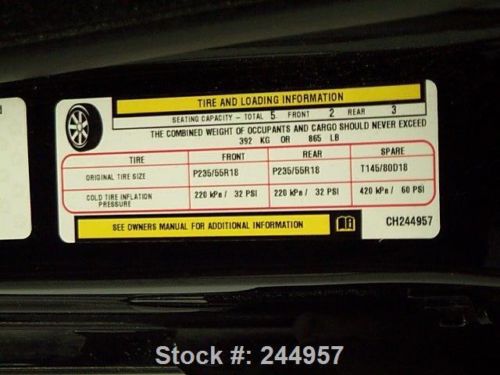 TIRE AND LOADING INFORMATION
SEATING CAPACITY - TOTAL 5 FRONT 2 REAR 3
THE COMBINED WEIGHT OF OCCUPANTS AND CARGO SHOULD NEVER EXCEED
392 KG OR 865 LB
TIRE FRONT REAR SPARE
ORIGINAL TIRE SIZE P235/55R18 P235/55R18 T145/80D18
COLD TIRE INFLATION PRESSURE 220 kPa / 32 PSI 220 kPa / 32 PSI 420 kPa / 60 PSI
SEE OWNERS MANUAL FOR ADDITIONAL INFORMATION CH244957
Stock #: 244957